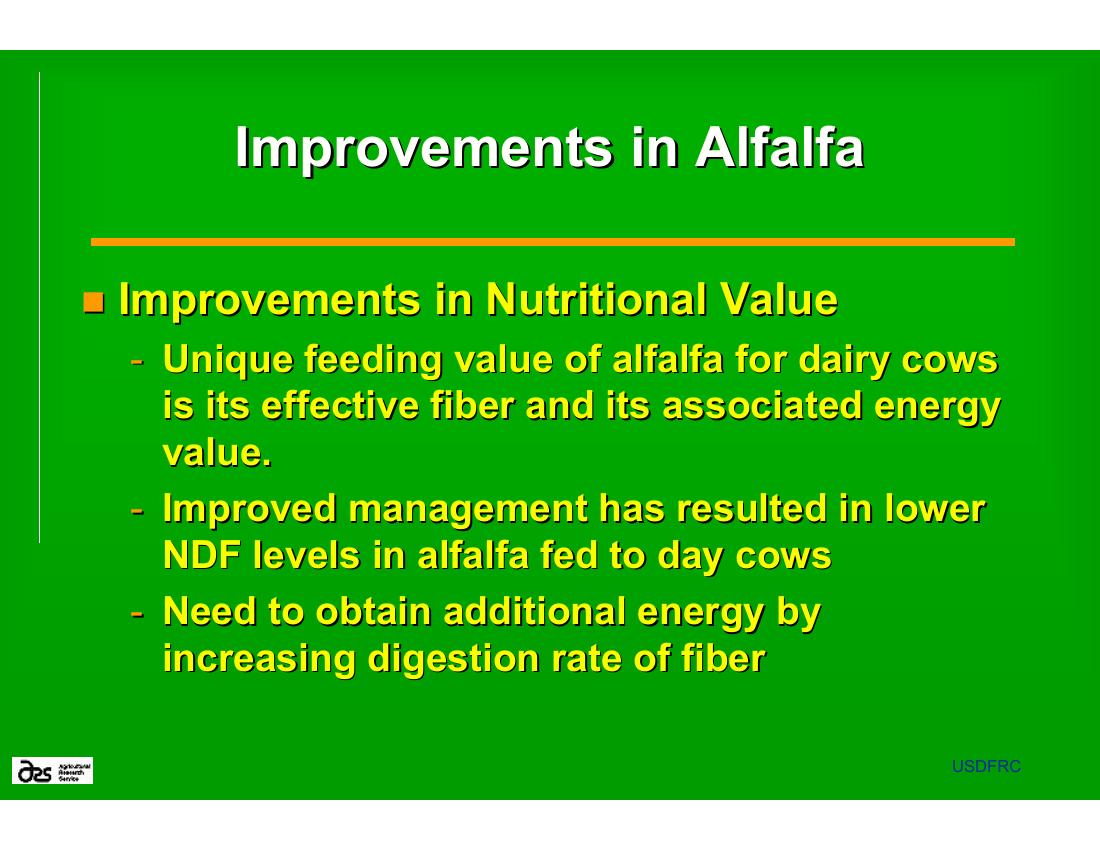 Improvements in Alfalfa
■ Improvements in Nutritional Value
- Unique feeding value of alfalfa for dairy cows
is its effective fiber and its associated energy
value.
- Improved management has resulted in lower
NDF levels in alfalfa fed to day cows
- Need to obtain additional energy by
increasing digestion rate of fiber
ars Agricultural
Research
Service
USDFRC